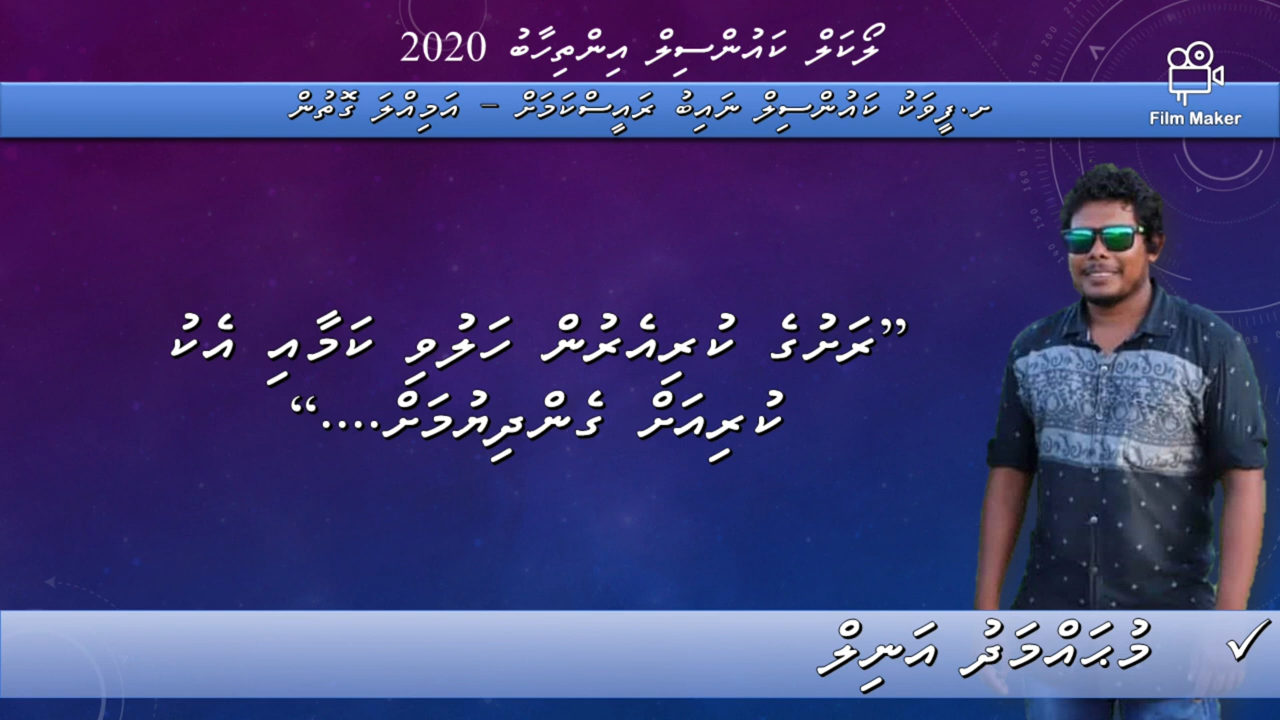 ލޯކަލް ކައުންސިލް އިންތިޚާބު 2020
ށ.ފީވަކު ކައުންސިލް ނައިބު ރައީސްކަމަށް – އަމިއްލަ ގޮތުން
Film Maker
”ރަށުގެ ކުރިއެރުން ހަލުވި ކަމާއި އެކު
ކުރިއަށް ގެންދިޔުމަށް....“
✓ މުޙައްމަދު އަނިލް